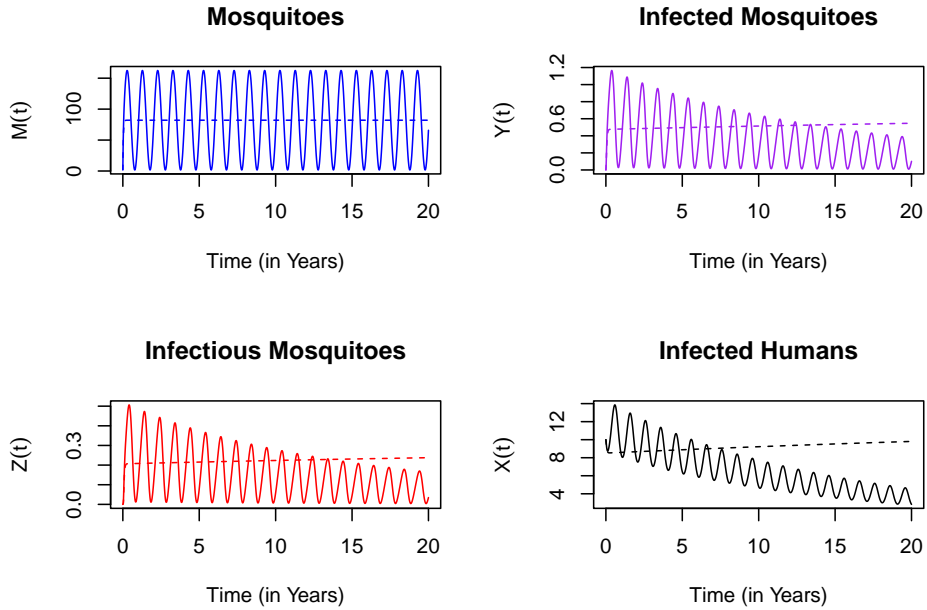 Mosquitoes
M(t)
100
0
0 5 10 15 20
Time (in Years)
Infected Mosquitoes
Y(t)
1.2
0.6
0.0
0 5 10 15 20
Time (in Years)
Infectious Mosquitoes
Z(t)
0.3
0.0
0 5 10 15 20
Time (in Years)
Infected Humans
X(t)
12
8
4
0 5 10 15 20
Time (in Years)